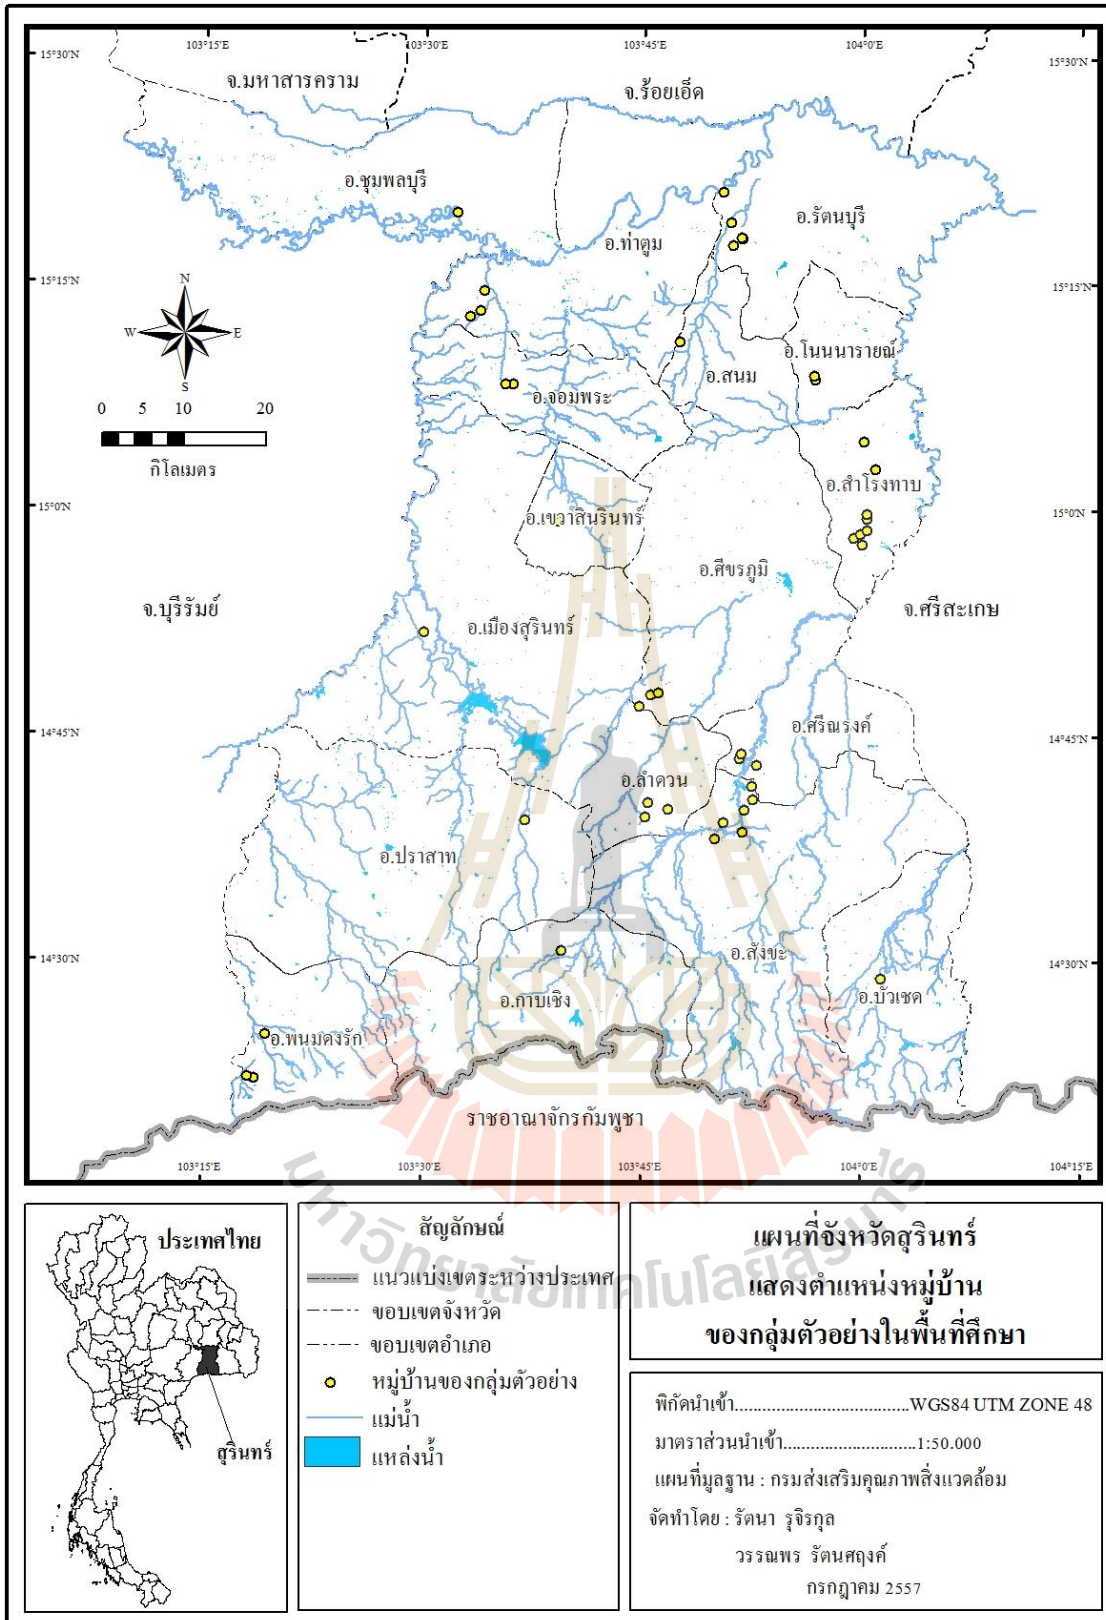 103°15'E 103°30'E 103°45'E 104°0'E
15°30'N 15°30'N
จ.มหาสารคราม
จ.ร้อยเอ็ด
อ.ชุมพลบุรี
อ.รัตนบุรี
อ.ท่าตูม
15°15'N 15°15'N
N
W E
S
อ.โนนนารายณ์
อ.สนม
อ.จอมพระ
0 5 10 20
กิโลเมตร
อ.สำโรงทาบ
15°0'N 15°0'N
อ.เขวาสินรินทร์
อ.ศีขรภูมิ
จ.บุรีรัมย์
จ.ศรีสะเกษ
อ.เมืองสุรินทร์
อ.ศรีณรงค์
14°45'N 14°45'N
อ.ลำดวน
อ.ปราสาท
อ.สังขะ
14°30'N 14°30'N
อ.กาบเชิง
อ.บัวเชด
อ.พนมดงรัก
ราชอาณาจักรกัมพูชา
103°15'E 103°30'E 103°45'E 104°0'E 104°15'E
มหาวิทยาลัยเทคโนโลยีสุรนารี
ประเทศไทย
สุรินทร์
สัญลักษณ์
แนวแบ่งเขตระหว่างประเทศ
ขอบเขตจังหวัด
ขอบเขตอำเภอ
หมู่บ้านของกลุ่มตัวอย่าง
แม่น้ำ
แหล่งน้ำ
แผนที่จังหวัดสุรินทร์
แสดงตำแหน่งหมู่บ้าน
ของกลุ่มตัวอย่างในพื้นที่ศึกษา
พิกัดนำเข้า...................................WGS84 UTM ZONE 48
มาตราส่วนนำเข้า..........................1:50.000
แผนที่มูลฐาน : กรมส่งเสริมคุณภาพสิ่งแวดล้อม
จัดทำโดย : รัตนา รุจิรกุล
วรรณพร รัตนศฤงค์
กรกฎาคม 2557